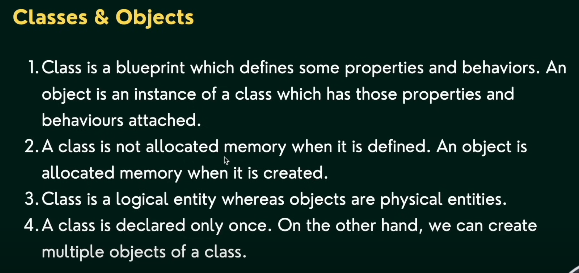 Classes & Objects
1. Class is a blueprint which defines some properties and behaviors. An
object is an instance of a class which has those properties and
behaviours attached.
2. A class is not allocated memory when it is defined. An object is
allocated memory when it is created.
3. Class is a logical entity whereas objects are physical entities.
4. A class is declared only once. On the other hand, we can create
multiple objects of a class.